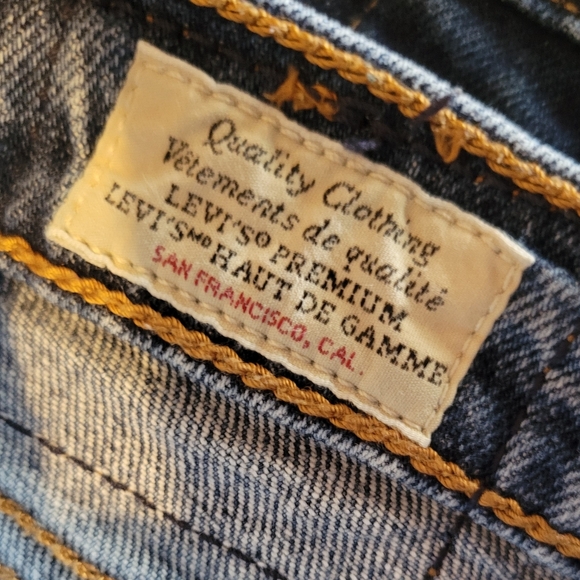 Quality Clothing
Vêtements de qualité
LEVI'S® PREMIUM
LEVI'Sᴹᴰ HAUT DE GAMME
SAN FRANCISCO, CAL.